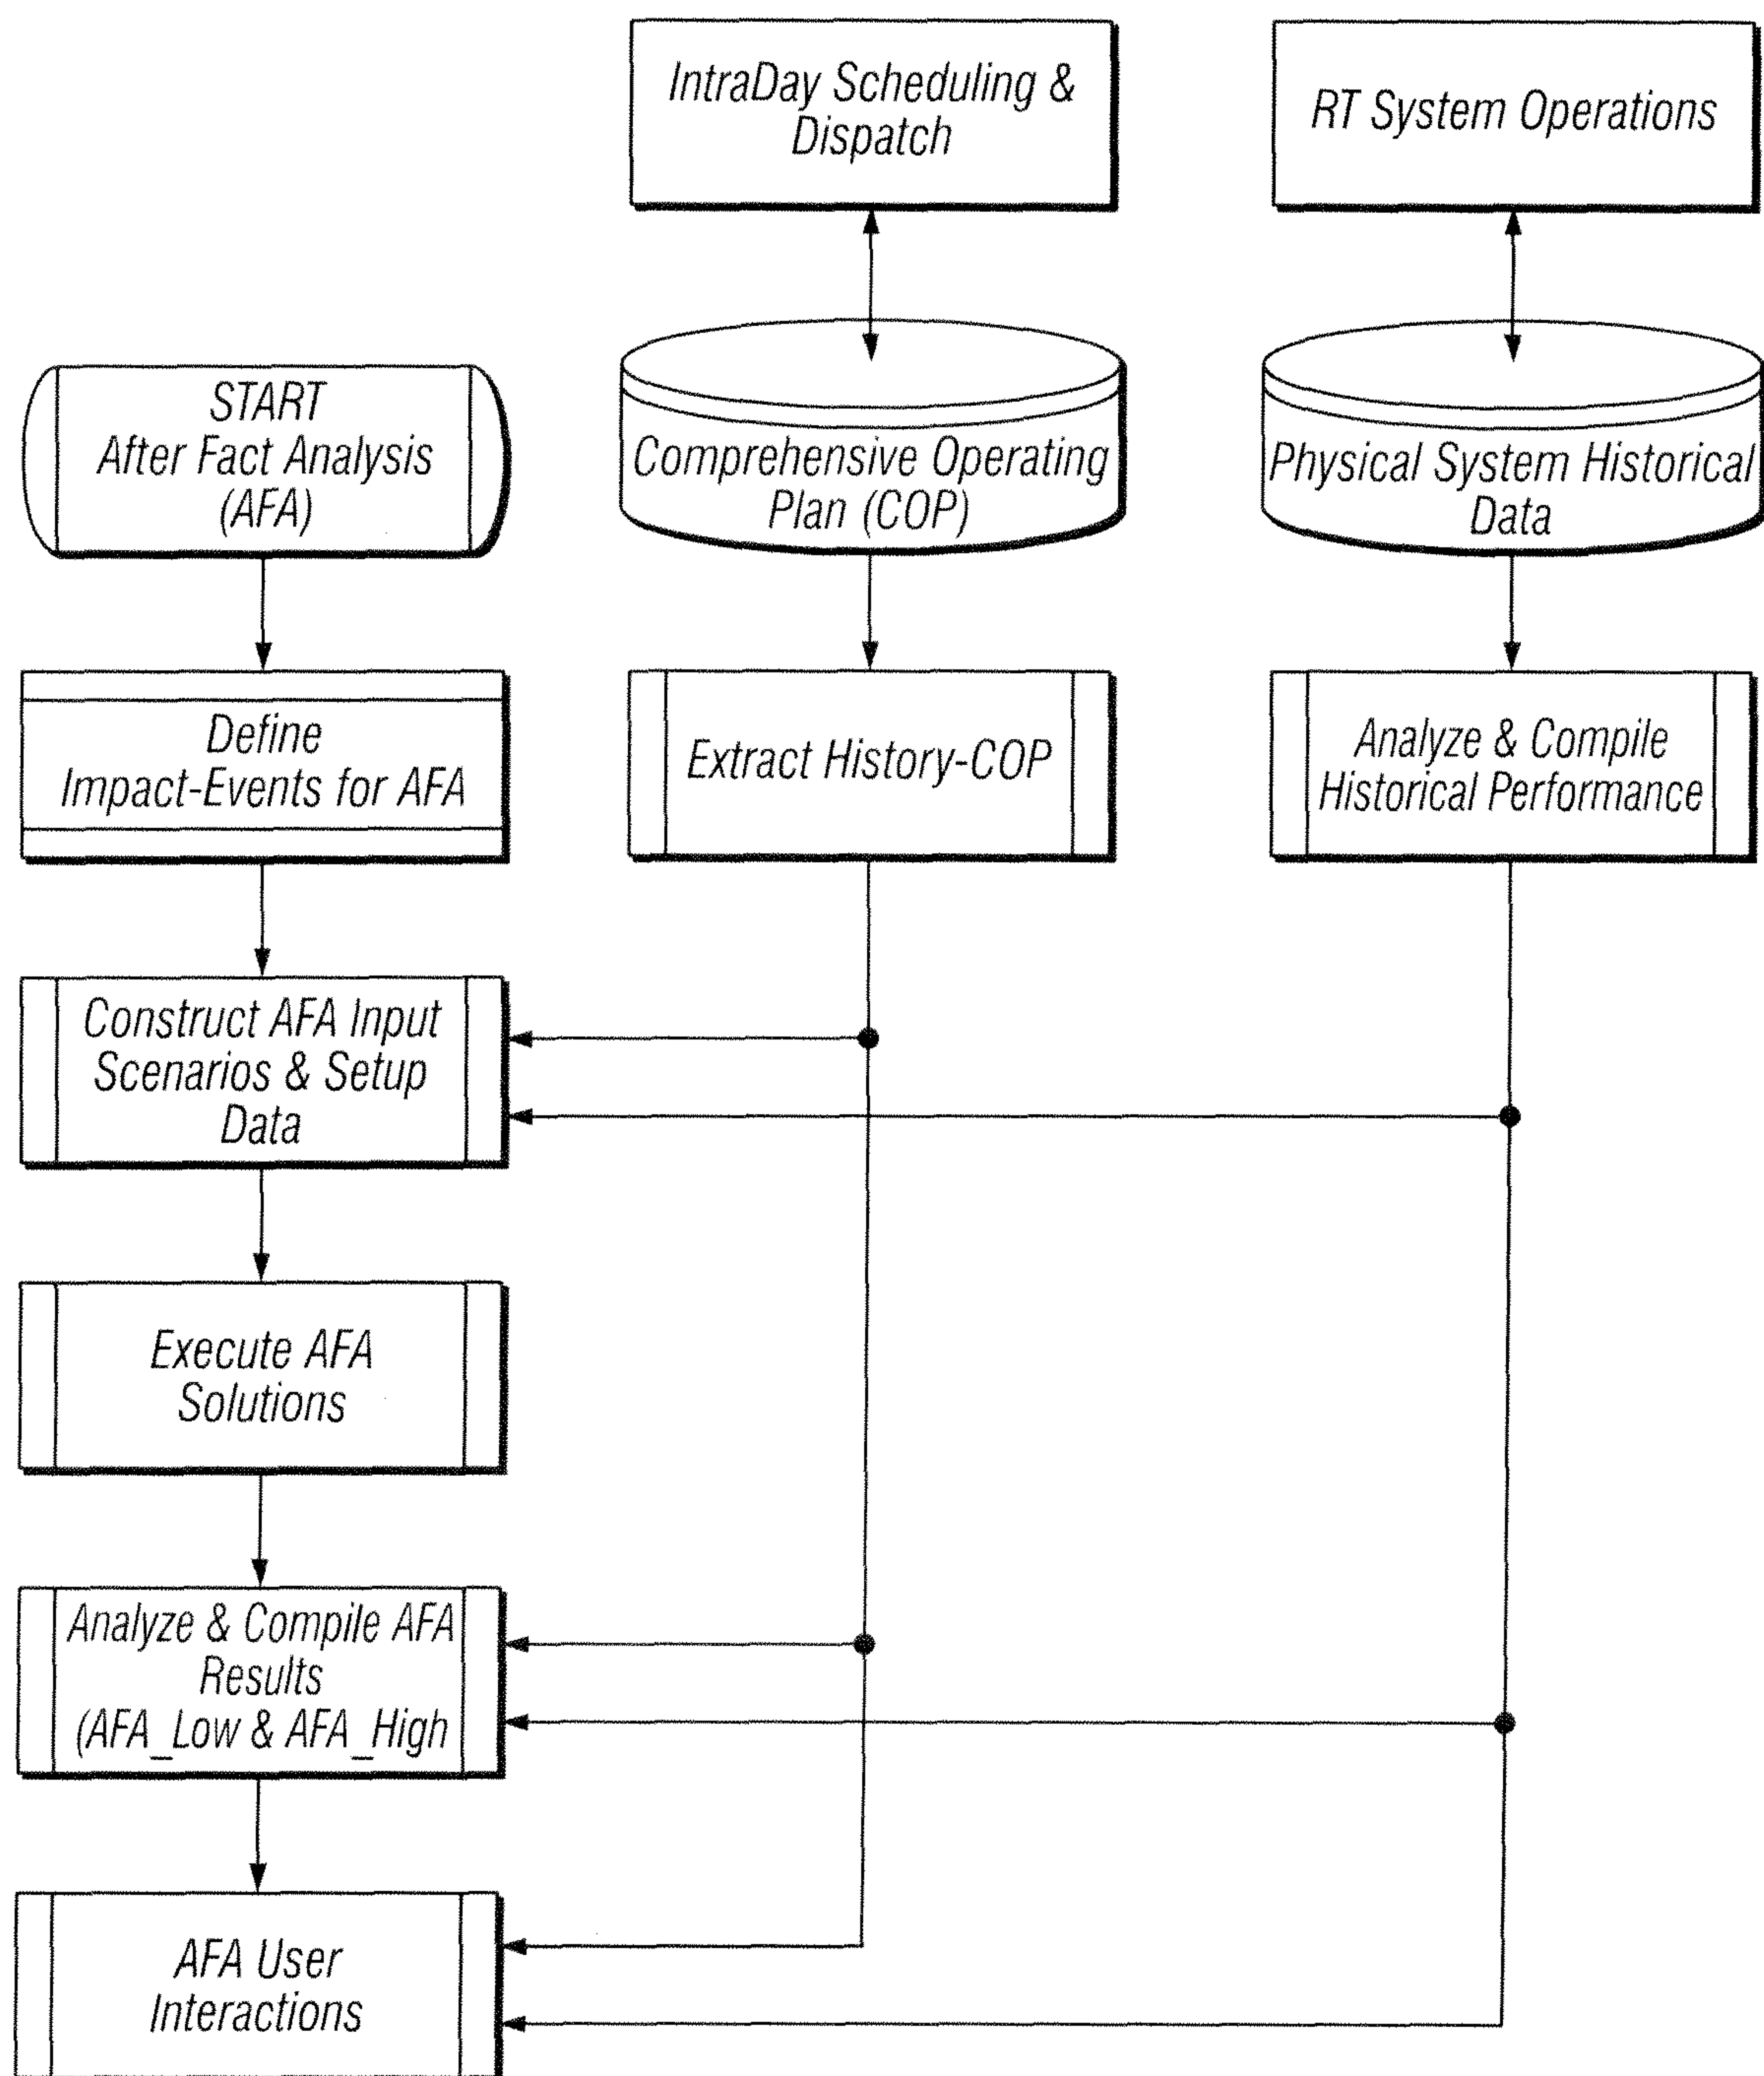 IntraDay Scheduling &
Dispatch
RT System Operations
START
After Fact Analysis
(AFA)
Comprehensive Operating
Plan (COP)
Physical System Historical
Data
Define
Impact-Events for AFA
Extract History-COP
Analyze & Compile
Historical Performance
Construct AFA Input
Scenarios & Setup
Data
Execute AFA
Solutions
Analyze & Compile AFA
Results
(AFA_Low & AFA_High
AFA User
Interactions